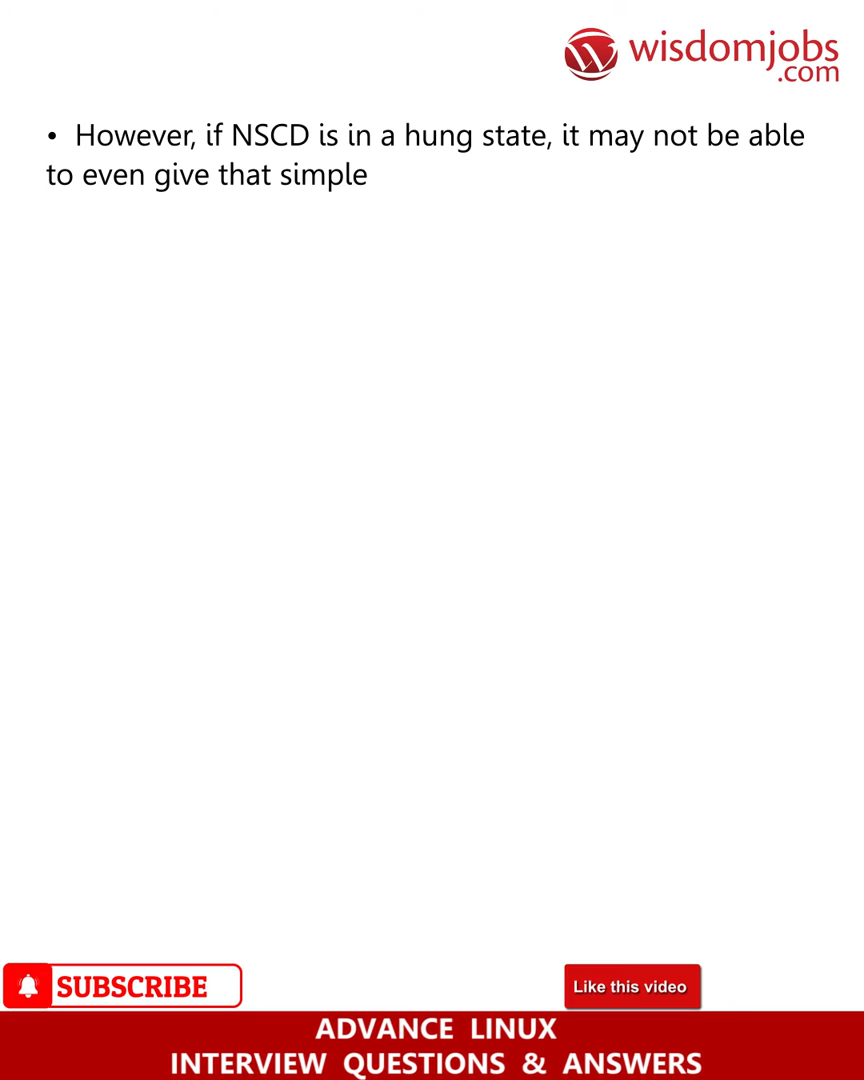 wisdomjobs
.com
• However, if NSCD is in a hung state, it may not be able
to even give that simple
SUBSCRIBE
Like this video
ADVANCE LINUX
INTERVIEW QUESTIONS & ANSWERS